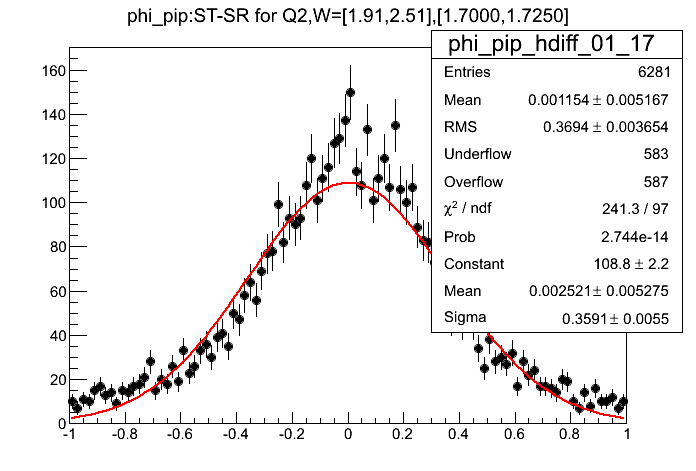 phi_pip:ST-SR for Q2,W=[1.91,2.51],[1.7000,1.7250]
phi_pip_hdiff_01_17
Entries 6281
Mean 0.001154 ± 0.005167
RMS 0.3694 ± 0.003654
Underflow 583
Overflow 587
χ² / ndf 241.3 / 97
Prob 2.744e-14
Constant 108.8 ± 2.2
Mean 0.002521 ± 0.005275
Sigma 0.3591 ± 0.0055
160
140
120
100
80
60
40
20
0
-1 -0.8 -0.6 -0.4 -0.2 0 0.2 0.4 0.6 0.8 1